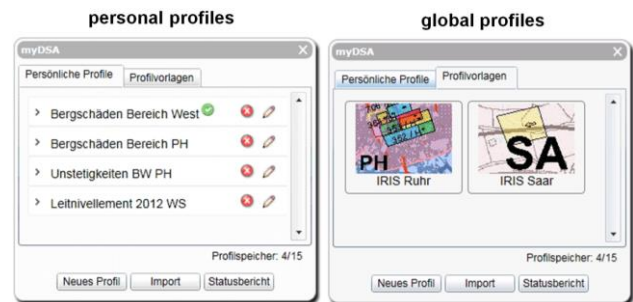 personal profiles
global profiles
myDSA
Persönliche Profile
Profilvorlagen
Bergschäden Bereich West
Bergschäden Bereich PH
Unstetigkeiten BW PH
Leitnivellement 2012 WS
Profilspeicher: 4/15
Neues Profil
Import
Statusbericht
myDSA
Persönliche Profile
Profilvorlagen
PH
IRIS Ruhr
SA
IRIS Saar
Profilspeicher: 4/15
Neues Profil
Import
Statusbericht